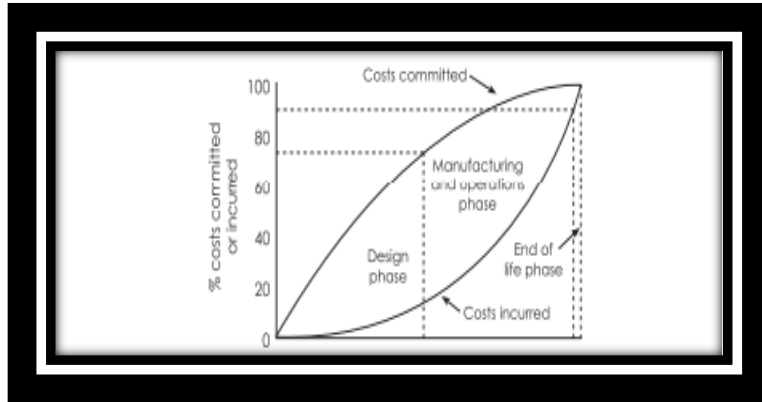 Costs committed
100
80
60
40
20
0
% costs committed
or incurred
Manufacturing
and operations
phase
Design
phase
End of
life phase
Costs incurred